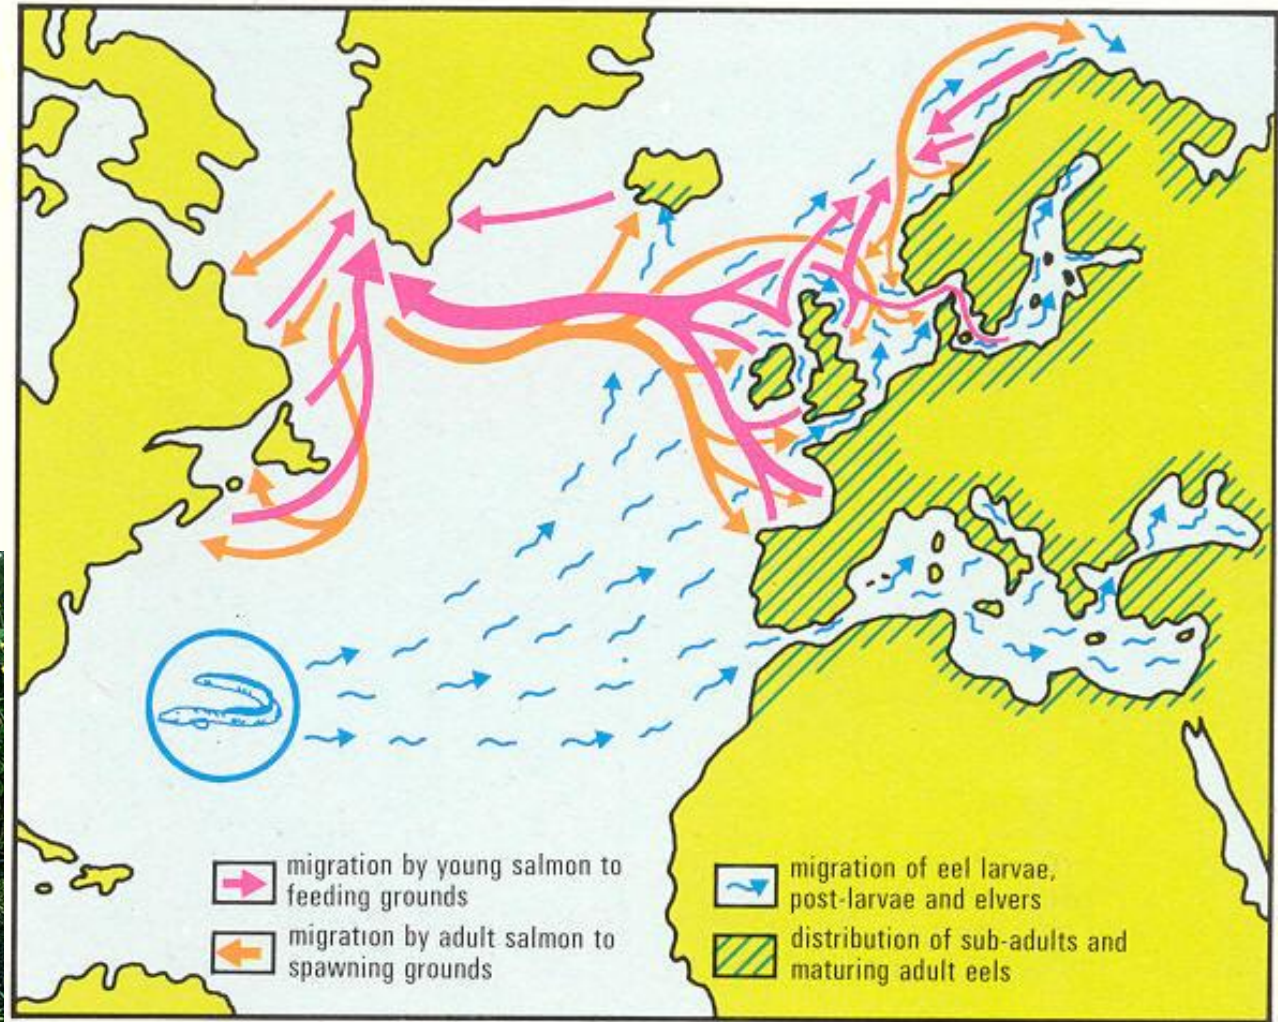 migration by young salmon to
feeding grounds
migration by adult salmon to
spawning grounds
migration of eel larvae,
post-larvae and elvers
distribution of sub-adults and
maturing adult eels